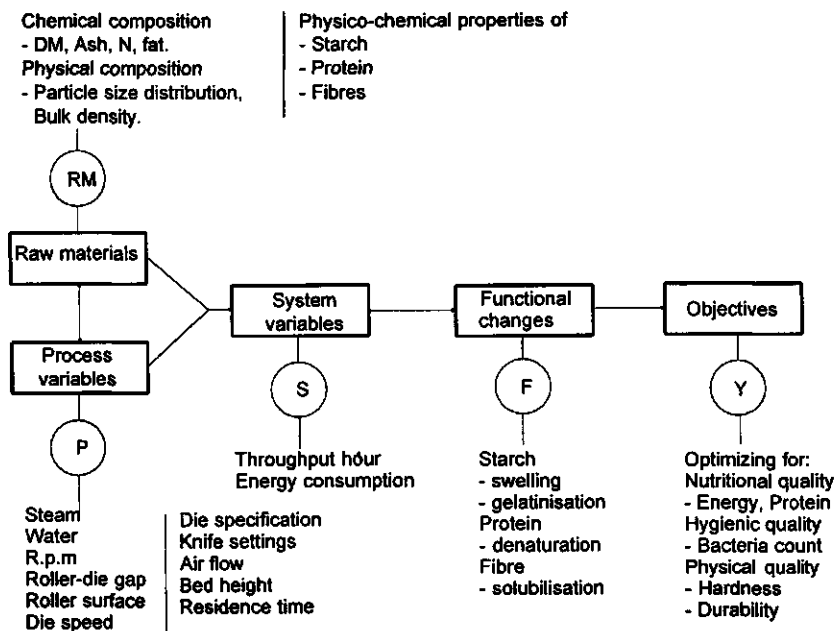 Chemical composition
- DM, Ash, N, fat.
Physical composition
- Particle size distribution,
Bulk density.
Physico-chemical properties of
- Starch
- Protein
- Fibres
RM
Raw materials
Process
variables
P
Steam
Water
R.p.m
Roller-die gap
Roller surface
Die speed
Die specification
Knife settings
Air flow
Bed height
Residence time
System
variables
S
Throughput hour
Energy consumption
Functional
changes
F
Starch
- swelling
- gelatinisation
Protein
- denaturation
Fibre
- solubilisation
Objectives
Y
Optimizing for:
Nutritional quality
- Energy, Protein
Hygienic quality
- Bacteria count
Physical quality
- Hardness
- Durability